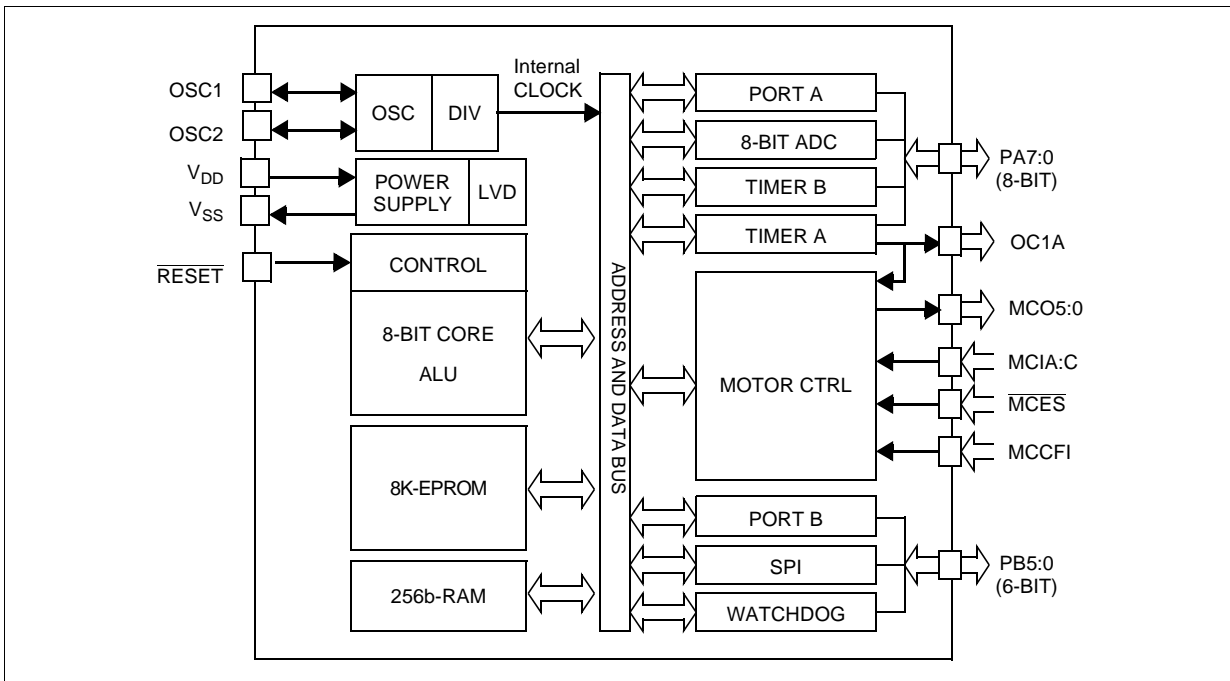 OSC1
OSC2
VDD
VSS
RESET
OSC
DIV
Internal
CLOCK
POWER
SUPPLY
LVD
CONTROL
8-BIT CORE
ALU
8K-EPROM
256b-RAM
ADDRESS AND DATA BUS
PORT A
8-BIT ADC
TIMER B
TIMER A
MOTOR CTRL
PORT B
SPI
WATCHDOG
PA7:0
(8-BIT)
OC1A
MCO5:0
MCIA:C
MCES
MCCFI
PB5:0
(6-BIT)